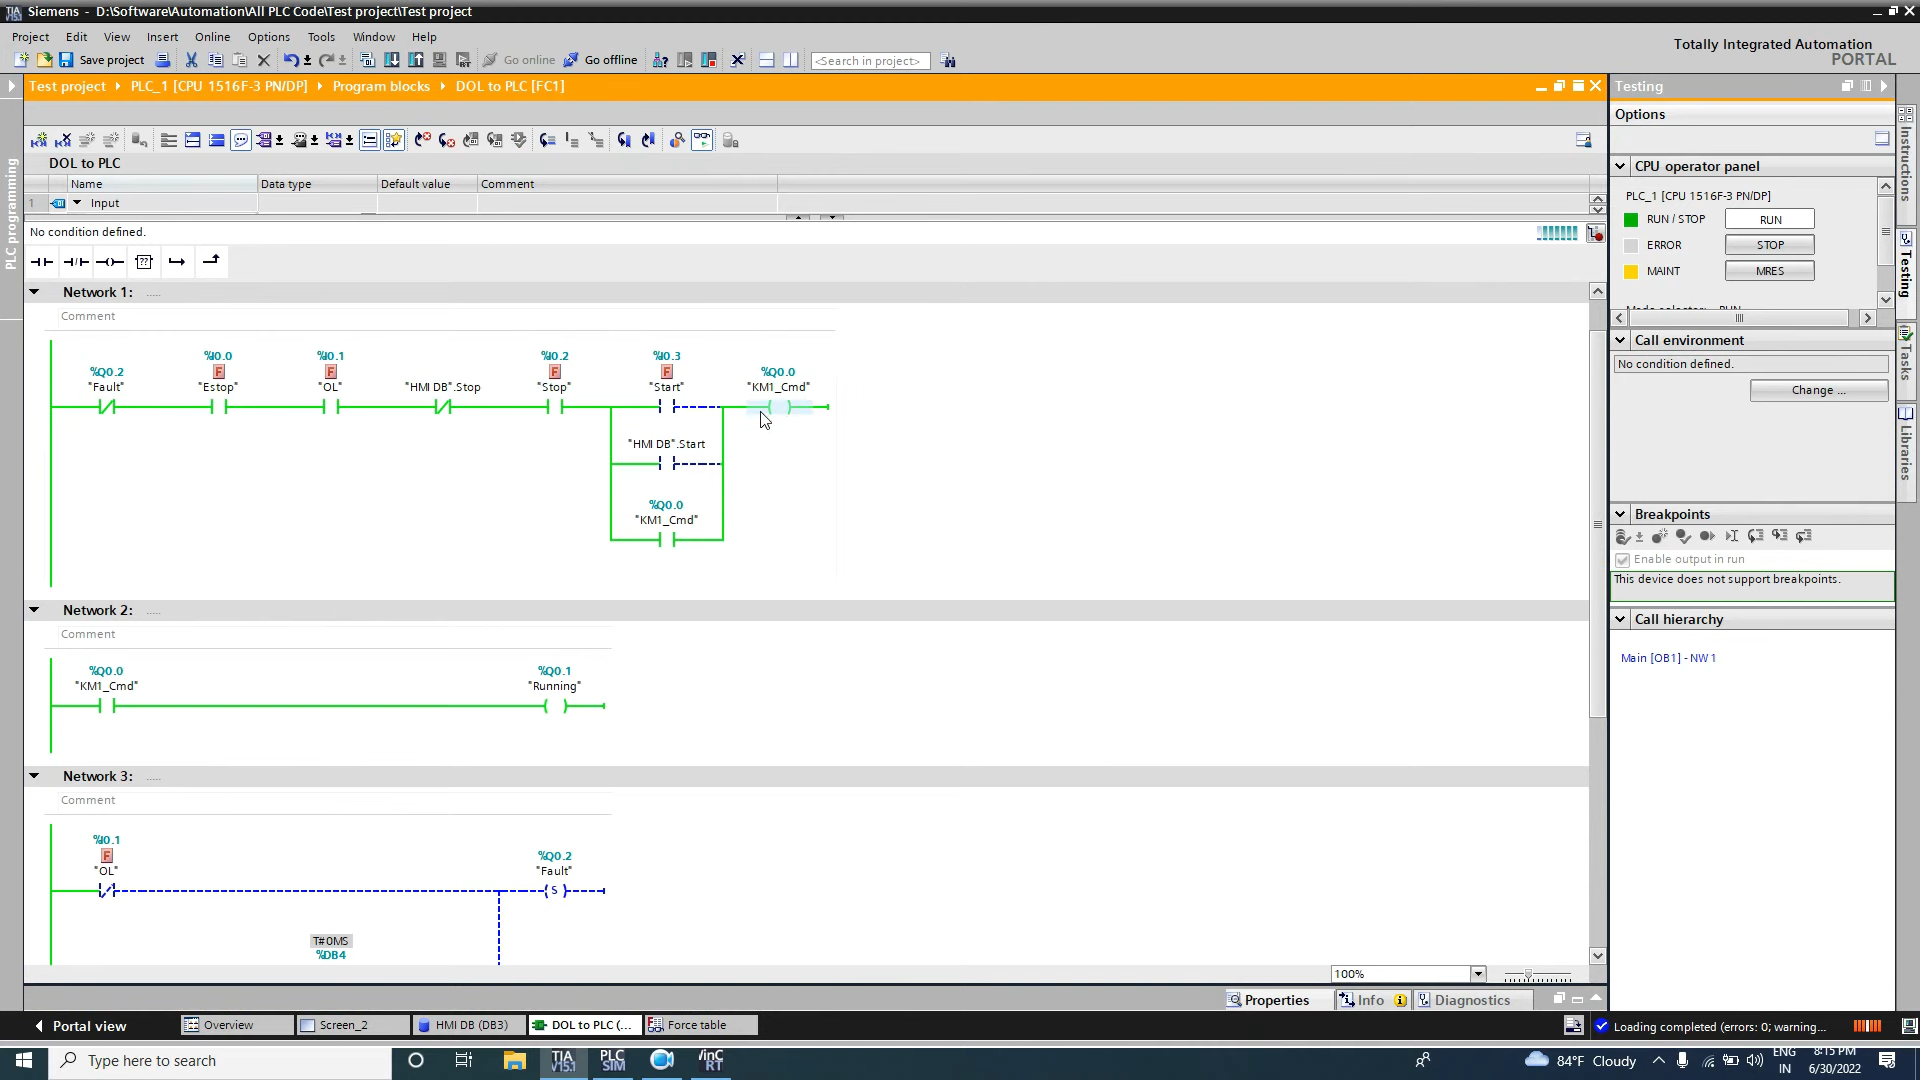 Siemens - D:\Software\Automation\All PLC Code\Test project\Test project
Project Edit View Insert Online Options Tools Window Help
Totally Integrated Automation
PORTAL
Save project Go online Go offline <Search in project>
Test project PLC_1 [CPU 1516F-3 PN/DP] Program blocks DOL to PLC [FC1]
DOL to PLC
Name Data type Default value Comment
1 Input
No condition defined.
??
Network 1: .....
Comment
%Q0.2 "Fault"
%I0.0 F "Estop"
%I0.1 F "OL"
"HMI DB".Stop
%I0.2 F "Stop"
%I0.3 F "Start"
%Q0.0 "KM1_Cmd"
"HMI DB".Start
%Q0.0
"KM1_Cmd"
Network 2: .....
Comment
%Q0.0 "KM1_Cmd"
%Q0.1 "Running"
Network 3: .....
Comment
%I0.1 F "OL"
%Q0.2 "Fault"
S
T#0MS
%DB4
100%
Properties Info Diagnostics
PLC programming
Testing
Options
CPU operator panel
PLC_1 [CPU 1516F-3 PN/DP]
RUN / STOP RUN
ERROR STOP
MAINT MRES
Call environment
No condition defined.
Change ...
Breakpoints
Enable output in run
This device does not support breakpoints.
Call hierarchy
Main [OB1] - NW1
Instructions
Testing
Tasks
Libraries
Portal view Overview Screen_2 HMI DB (DB3) DOL to PLC (... Force table
Loading completed (errors: 0; warning...
Type here to search
TIA V15.1
PLC SIM
84°F Cloudy
ENG IN
8:15 PM
6/30/2022